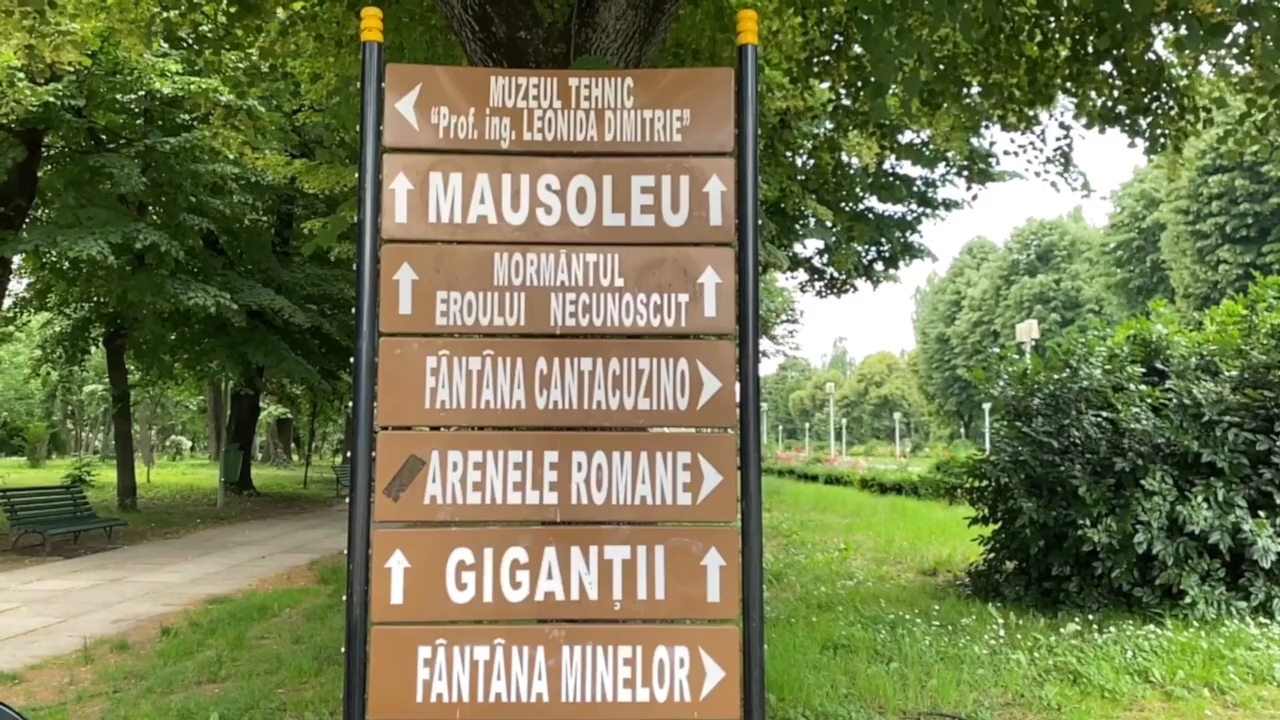 MUZEUL TEHNIC
"Prof. ing. LEONIDA DIMITRIE"
MAUSOLEU
MORMÂNTUL
EROULUI NECUNOSCUT
FÂNTÂNA CANTACUZINO
ARENELE ROMANE
GIGANȚII
FÂNTÂNA MINELOR